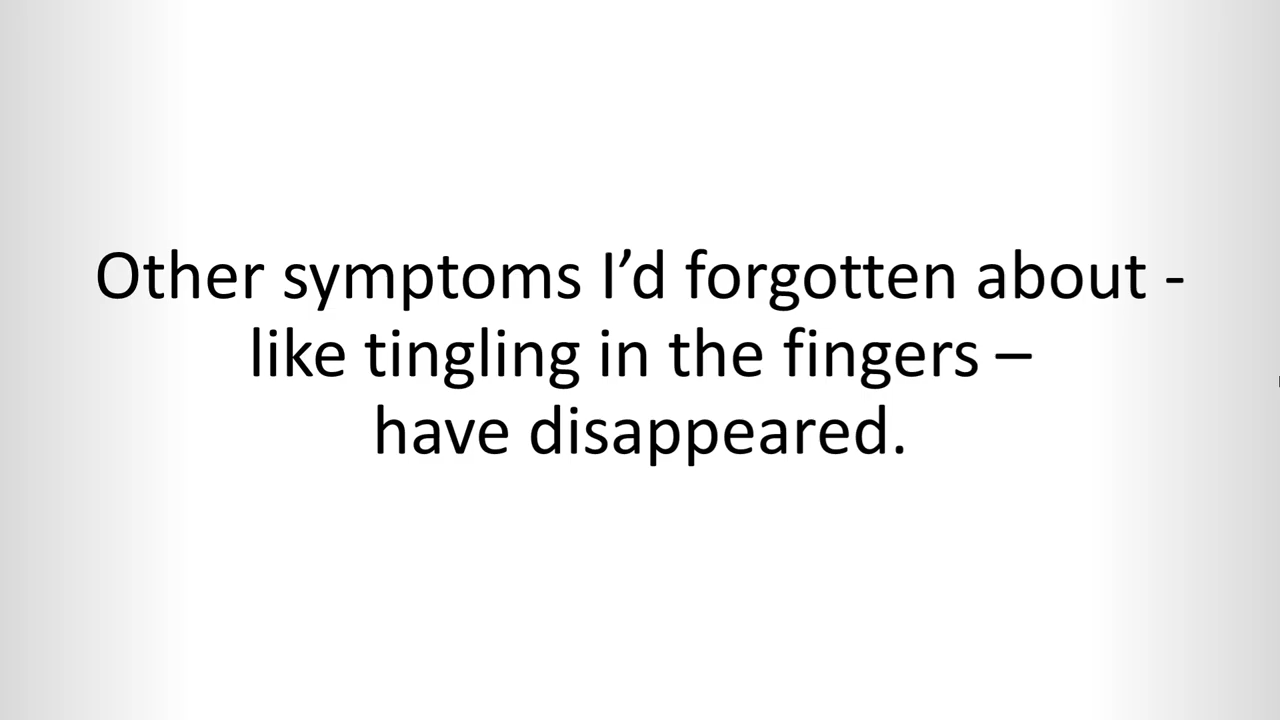 Other symptoms I’d forgotten about -
like tingling in the fingers –
have disappeared.